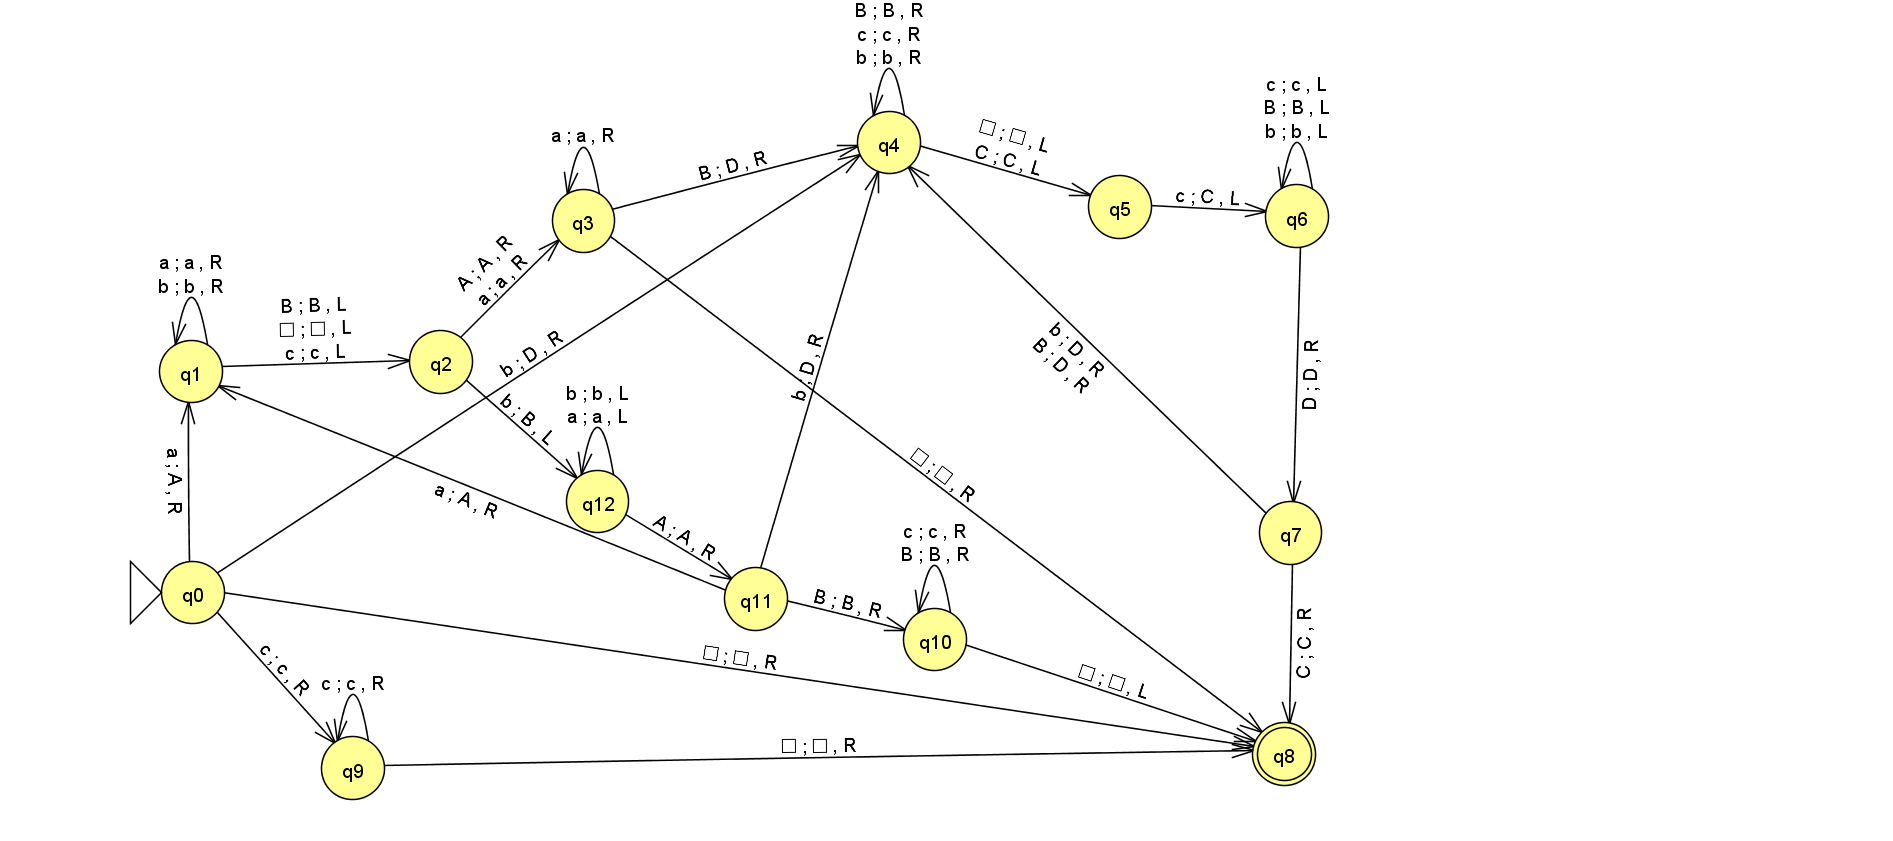 B ; B , R
c ; c , R
b ; b , R
q4
□ ; □ , L
C ; C , L
c ; c , L
B ; B , L
b ; b , L
q5
c ; C , L
q6
a ; a , R
q3
B ; D , R
A ; A , R
a ; a , R
a ; a , R
b ; b , R
q1
B ; B , L
□ ; □ , L
c ; c , L
q2
b ; D , R
b ; D , R
b ; D , R
B ; D , R
D ; D , R
b ; B , L
b ; b , L
a ; a , L
q12
a ; A , R
a ; A , R
A ; A , R
□ ; □ , R
q7
c ; c , R
B ; B , R
q0
q11
B ; B , R
q10
C ; C , R
c ; c , R
c ; c , R
□ ; □ , R
□ ; □ , L
q9
□ ; □ , R
q8